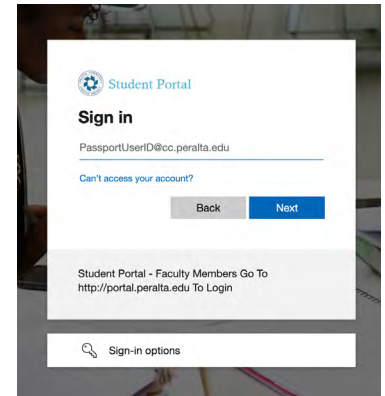 Student Portal
Sign in
PassportUserID@cc.peralta.edu
Can't access your account?
Back Next
Student Portal - Faculty Members Go To
http://portal.peralta.edu To Login
Sign-in options